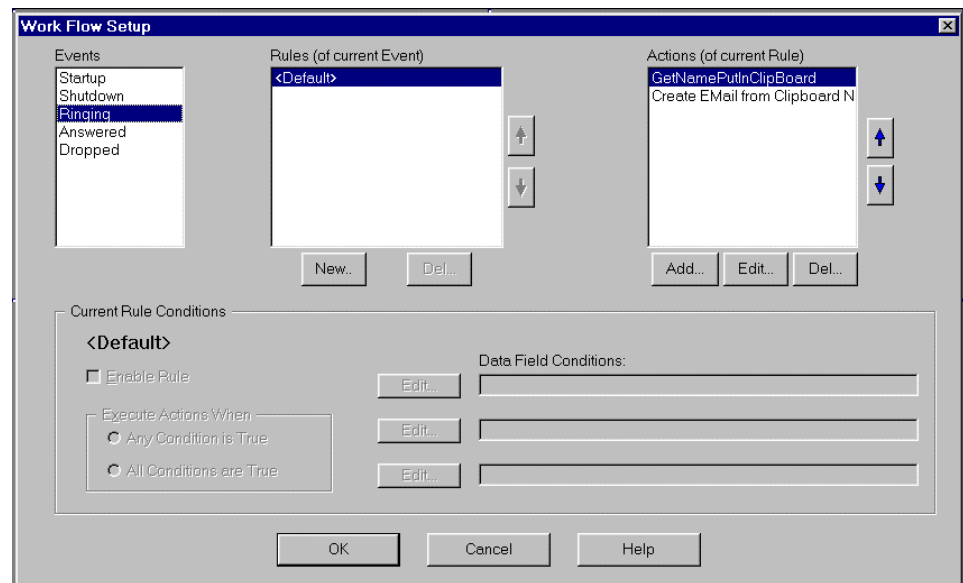 Work Flow Setup
Events
Startup
Shutdown
Ringing
Answered
Dropped
Rules (of current Event)
<Default>
New..
Del...
Actions (of current Rule)
GetNamePutInClipBoard
Create EMail from Clipboard N
Add...
Edit...
Del...
Current Rule Conditions
<Default>
Enable Rule
Execute Actions When
Any Condition is True
All Conditions are True
Data Field Conditions:
Edit...
Edit...
Edit...
OK
Cancel
Help